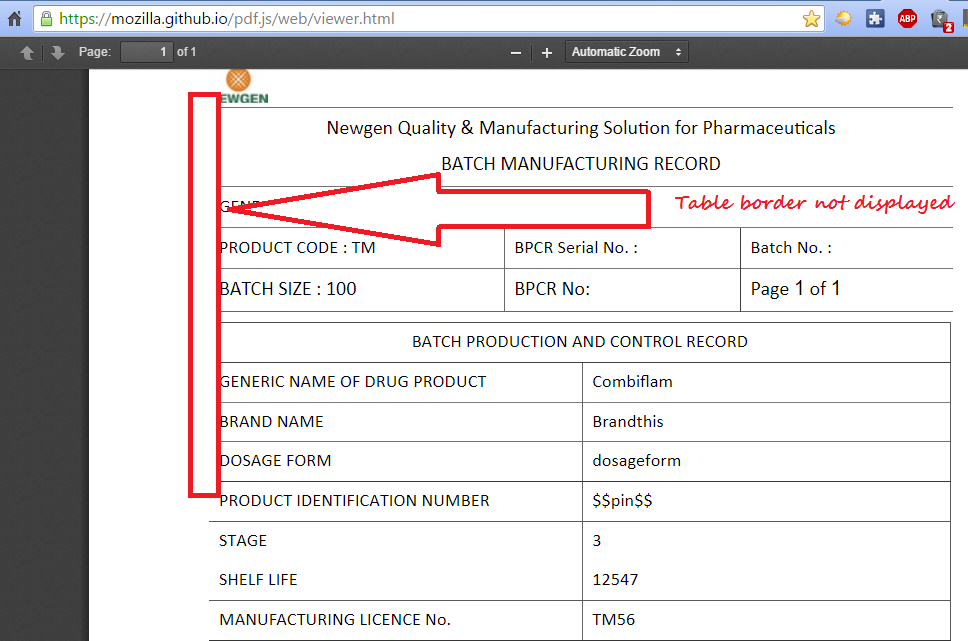 https://mozilla.github.io/pdf.js/web/viewer.html
ABP
2
Page: 1 of 1
Automatic Zoom
EWGEN
Newgen Quality & Manufacturing Solution for Pharmaceuticals
BATCH MANUFACTURING RECORD
Table border not displayed
PRODUCT CODE : TM BPCR Serial No. : Batch No. :
BATCH SIZE : 100 BPCR No: Page 1 of 1
BATCH PRODUCTION AND CONTROL RECORD
GENERIC NAME OF DRUG PRODUCT Combiflam
BRAND NAME Brandthis
DOSAGE FORM dosageform
PRODUCT IDENTIFICATION NUMBER $$pin$$
STAGE 3
SHELF LIFE 12547
MANUFACTURING LICENCE No. TM56